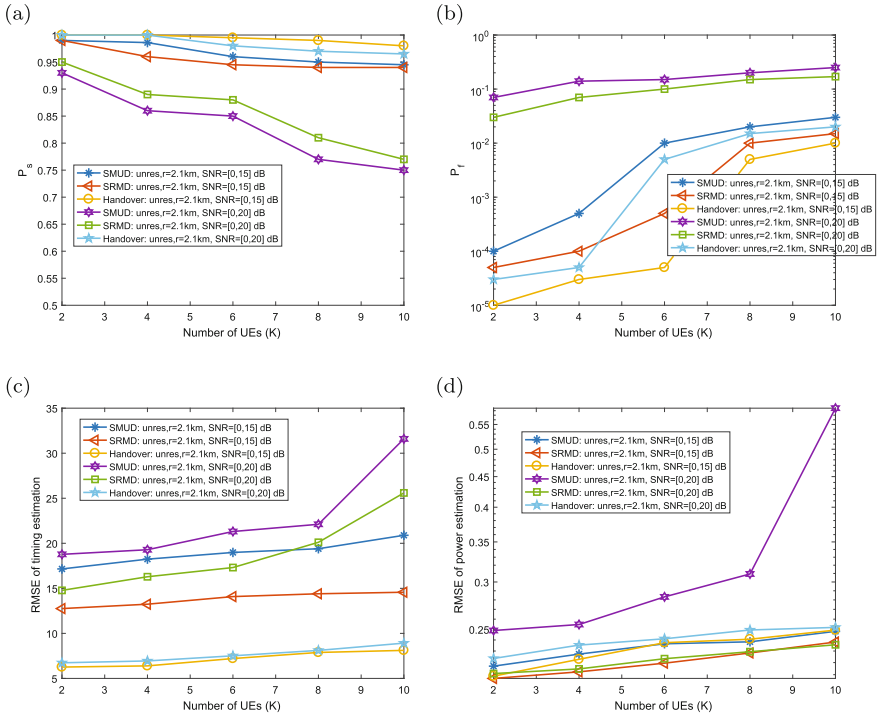 (a)
P_s
1
0.95
0.9
0.85
0.8
0.75
0.7
0.65
0.6
0.55
0.5
SMUD: unres,r=2.1km, SNR=[0,15] dB
SRMD: unres,r=2.1km, SNR=[0,15] dB
Handover: unres,r=2.1km, SNR=[0,15] dB
SMUD: unres,r=2.1km, SNR=[0,20] dB
SRMD: unres,r=2.1km, SNR=[0,20] dB
Handover: unres,r=2.1km, SNR=[0,20] dB
2 3 4 5 6 7 8 9 10
Number of UEs (K)
(b)
P_f
10^0
10^-1
10^-2
10^-3
10^-4
10^-5
SMUD: unres,r=2.1km, SNR=[0,15] dB
SRMD: unres,r=2.1km, SNR=[0,15] dB
Handover: unres,r=2.1km, SNR=[0,15] dB
SMUD: unres,r=2.1km, SNR=[0,20] dB
SRMD: unres,r=2.1km, SNR=[0,20] dB
Handover: unres,r=2.1km, SNR=[0,20] dB
2 3 4 5 6 7 8 9 10
Number of UEs (K)
(c)
RMSE of timing estimation
35
30
25
20
15
10
5
SMUD: unres,r=2.1km, SNR=[0,15] dB
SRMD: unres,r=2.1km, SNR=[0,15] dB
Handover: unres,r=2.1km, SNR=[0,15] dB
SMUD: unres,r=2.1km, SNR=[0,20] dB
SRMD: unres,r=2.1km, SNR=[0,20] dB
Handover: unres,r=2.1km, SNR=[0,20] dB
2 3 4 5 6 7 8 9 10
Number of UEs (K)
(d)
RMSE of power estimation
0.55
0.5
0.45
0.4
0.35
0.3
0.25
SMUD: unres,r=2.1km, SNR=[0,15] dB
SRMD: unres,r=2.1km, SNR=[0,15] dB
Handover: unres,r=2.1km, SNR=[0,15] dB
SMUD: unres,r=2.1km, SNR=[0,20] dB
SRMD: unres,r=2.1km, SNR=[0,20] dB
Handover: unres,r=2.1km, SNR=[0,20] dB
2 3 4 5 6 7 8 9 10
Number of UEs (K)